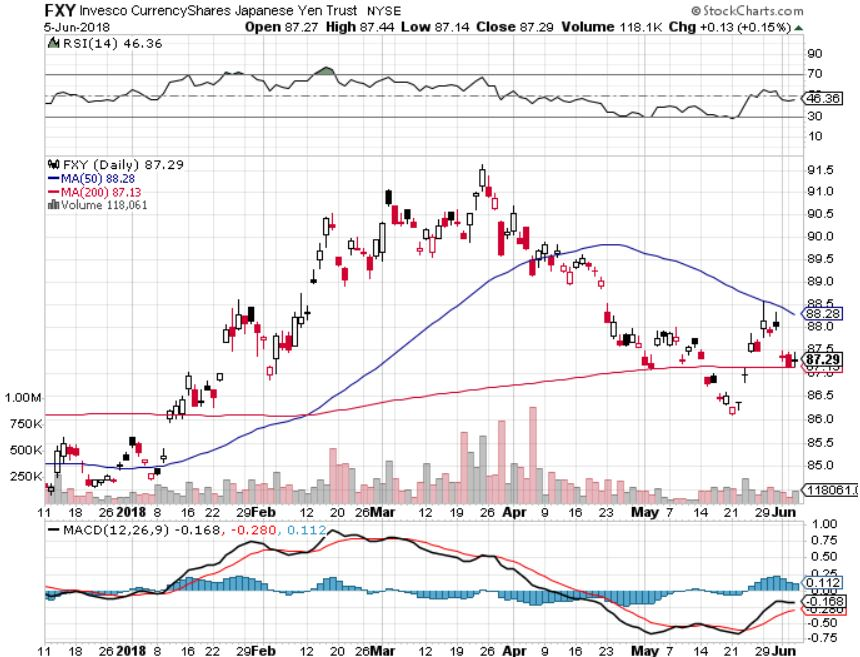 FXY Invesco CurrencyShares Japanese Yen Trust NYSE © StockCharts.com
5-Jun-2018 Open 87.27 High 87.44 Low 87.14 Close 87.29 Volume 118.1K Chg +0.13 (+0.15%)
RSI(14) 46.36
90
70
46.36
30
10
FXY (Daily) 87.29
MA(50) 88.28
MA(200) 87.13
Volume 118,061
91.5
91.0
90.5
90.0
89.5
89.0
88.5
88.28
88.0
87.5
87.29
87.13
87.0
86.5
86.0
85.5
85.0
1.00M
750K
500K
250K
118061.0
11 18 26 2018 8 16 22 29 Feb 12 20 26 Mar 12 19 26 Apr 9 16 23 May 7 14 21 29 Jun
MACD(12,26,9) -0.168, -0.280, 0.112
1.00
0.75
0.50
0.25
0.112
0.00
-0.168
-0.280
-0.50
-0.75
11 18 26 2018 8 16 22 29 Feb 12 20 26 Mar 12 19 26 Apr 9 16 23 May 7 14 21 29 Jun